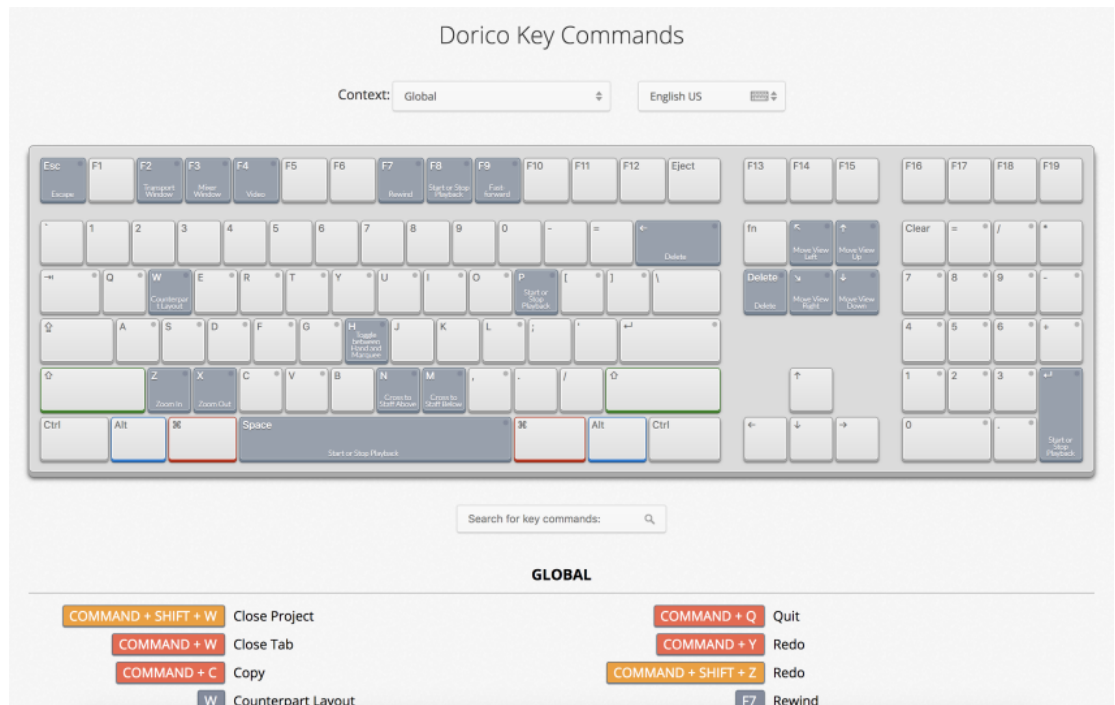 Dorico Key Commands
Context: Global English US
Esc F1 F2 F3 F4 F5 F6 F7 F8 F9 F10 F11 F12 Eject F13 F14 F15 F16 F17 F18 F19
Escape Transport Window Mixer Window Video Rewind Start or Stop Playback Fast-forward
` 1 2 3 4 5 6 7 8 9 0 - = ← fn ↖ ↑ Clear = / *
Delete Move View Left Move View Up
⇥ Q W E R T Y U I O P [ ] \ Delete ↘ ↓ 7 8 9 -
Counterpar
t Layout Start or Stop Playback Delete Move View Right Move View Down
⇪ A S D F G H J K L ; ' ↵ 4 5 6 +
Toggle between Hand and Marquee
⇧ Z X C V B N M , . / ⇧ ↑ 1 2 3 ↵
Zoom In Zoom Out Cross to Staff Above Cross to Staff Below
Ctrl Alt ⌘ Space ⌘ Alt Ctrl ← ↓ → 0 .
Start or Stop Playback Start or Stop Playback
Search for key commands:
GLOBAL
COMMAND + SHIFT + W Close Project COMMAND + Q Quit
COMMAND + W Close Tab COMMAND + Y Redo
COMMAND + C Copy COMMAND + SHIFT + Z Redo
W Counterpart Layout F7 Rewind